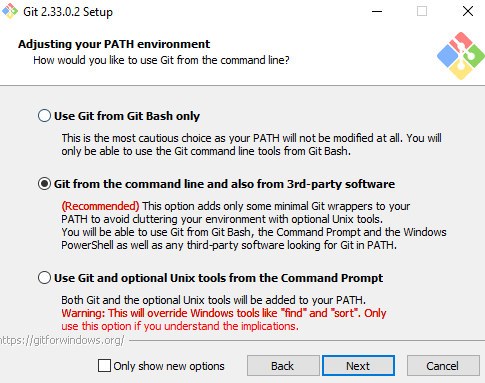 Git 2.33.0.2 Setup
Adjusting your PATH environment
How would you like to use Git from the command line?
Use Git from Git Bash only
This is the most cautious choice as your PATH will not be modified at all. You will
only be able to use the Git command line tools from Git Bash.
Git from the command line and also from 3rd-party software
(Recommended) This option adds only some minimal Git wrappers to your
PATH to avoid cluttering your environment with optional Unix tools.
You will be able to use Git from Git Bash, the Command Prompt and the Windows
PowerShell as well as any third-party software looking for Git in PATH.
Use Git and optional Unix tools from the Command Prompt
Both Git and the optional Unix tools will be added to your PATH.
Warning: This will override Windows tools like "find" and "sort". Only
use this option if you understand the implications.
https://gitforwindows.org/
Only show new options
Back
Next
Cancel